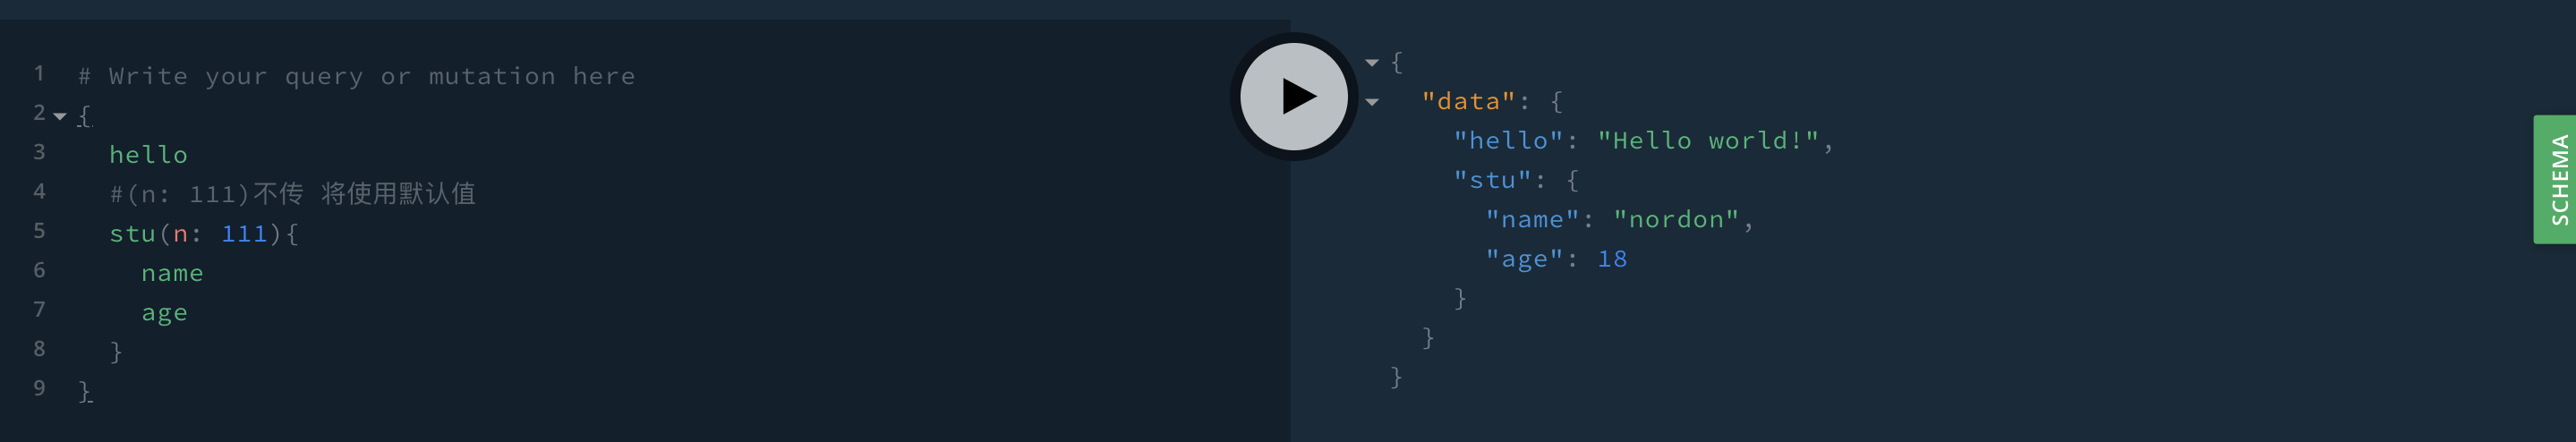 1 # Write your query or mutation here
2 {
3 hello
4 #(n: 111)不传 将使用默认值
5 stu(n: 111){
6 name
7 age
8 }
9 }
{
"data": {
"hello": "Hello world!",
"stu": {
"name": "nordon",
"age": 18
}
}
}
SCHEMA